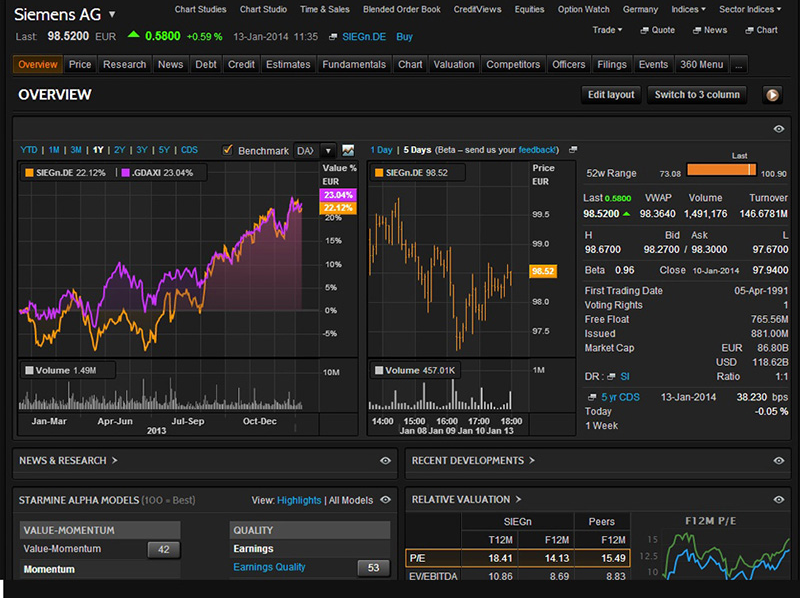 Siemens AG
Chart Studies Chart Studio Time & Sales Blended Order Book CreditViews Equities Option Watch Germany Indices Sector Indices
Last: 98.5200 EUR 0.5800 +0.59 % 13-Jan-2014 11:35 SIEGn.DE Buy
Trade Quote News Chart
Overview Price Research News Debt Credit Estimates Fundamentals Chart Valuation Competitors Officers Filings Events 360 Menu ...
OVERVIEW
Edit layout Switch to 3 column
YTD | 1M | 3M | 1Y | 2Y | 3Y | 5Y | CDS
Benchmark DAX
SIEGn.DE 22.12% .GDAXI 23.04%
Value %
EUR
23.04%
22.12%
20%
15%
10%
5%
0%
-5%
Volume 1.49M
10M
Jan-Mar Apr-Jun Jul-Sep Oct-Dec
2013
1 Day | 5 Days (Beta – send us your feedback!)
SIEGn.DE 98.52
Price
EUR
99.5
99.0
98.52
98.0
97.5
Volume 457.01K
1M
14:00 15:00 16:00 17:00 18:00
Jan 08 Jan 09 Jan 10 Jan 13
Last
52w Range 73.08 100.90
Last 0.5800 VWAP Volume Turnover
98.5200 98.3640 1,491,176 146.6781M
H Bid Ask L
98.6700 98.2700 / 98.3000 97.6700
Beta 0.96 Close 10-Jan-2014 97.9400
First Trading Date 05-Apr-1991
Voting Rights 1
Free Float 765.56M
Issued 881.00M
Market Cap EUR 86.80B
USD 118.62B
DR: SI Ratio 1:1
5 yr CDS 13-Jan-2014 38.230 bps
Today -0.05 %
1 Week
NEWS & RESEARCH >
RECENT DEVELOPMENTS >
STARMINE ALPHA MODELS (100 = Best) View: Highlights | All Models
VALUE-MOMENTUM
Value-Momentum 42
Momentum
QUALITY
Earnings
Earnings Quality 53
RELATIVE VALUATION >
SIEGn Peers
T12M F12M F12M
P/E 18.41 14.13 15.49
EV/EBITDA 10.86 8.69 8.83
F12M P/E
15
12.5
10